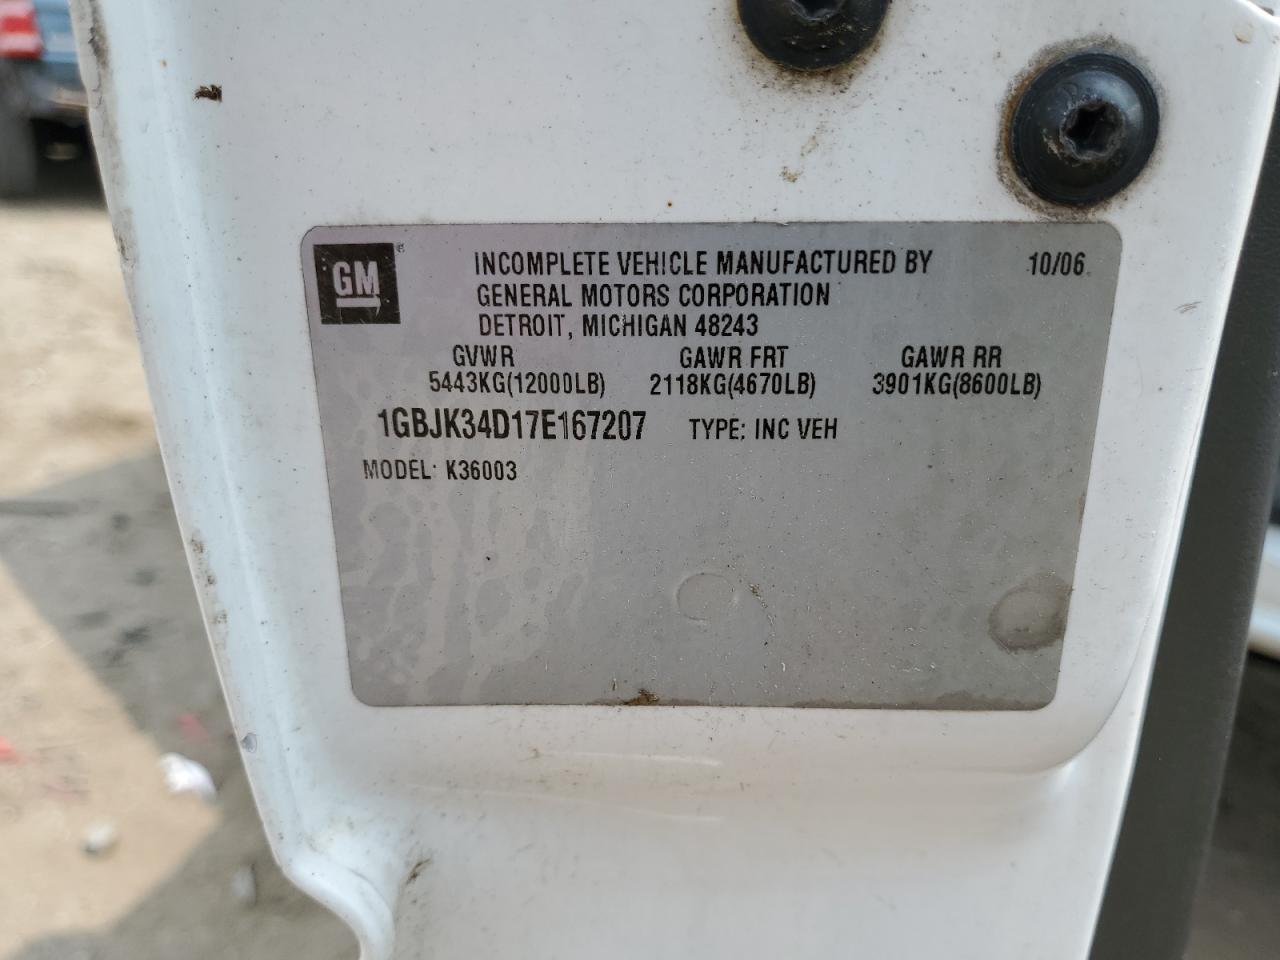 GM
INCOMPLETE VEHICLE MANUFACTURED BY 10/06
GENERAL MOTORS CORPORATION
DETROIT, MICHIGAN 48243
GVWR GAWR FRT GAWR RR
5443KG(12000LB) 2118KG(4670LB) 3901KG(8600LB)
1GBJK34D17E167207 TYPE: INC VEH
MODEL: K36003